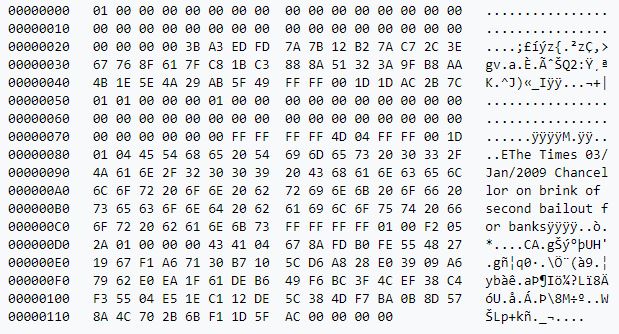 00000000 01 00 00 00 00 00 00 00 00 00 00 00 00 00 00 00 ................
00000010 00 00 00 00 00 00 00 00 00 00 00 00 00 00 00 00 ................
00000020 00 00 00 00 3B A3 ED FD 7A 7B 12 B2 7A C7 2C 3E ....;£íýz{.²zÇ,>
00000030 67 76 8F 61 7F C8 1B C3 88 8A 51 32 3A 9F B8 AA gv.a.È.ÃˆŠQ2:Ÿ¸ª
00000040 4B 1E 5E 4A 29 AB 5F 49 FF FF 00 1D 1D AC 2B 7C K.^J)«_Iÿÿ...¬+|
00000050 01 01 00 00 00 01 00 00 00 00 00 00 00 00 00 00 ................
00000060 00 00 00 00 00 00 00 00 00 00 00 00 00 00 00 00 ................
00000070 00 00 00 00 00 00 FF FF FF FF 4D 04 FF FF 00 1D ......ÿÿÿÿM.ÿÿ..
00000080 01 04 45 54 68 65 20 54 69 6D 65 73 20 30 33 2F ..EThe Times 03/
00000090 4A 61 6E 2F 32 30 30 39 20 43 68 61 6E 63 65 6C Jan/2009 Chancel
000000A0 6C 6F 72 20 6F 6E 20 62 72 69 6E 6B 20 6F 66 20 lor on brink of
000000B0 73 65 63 6F 6E 64 20 62 61 69 6C 6F 75 74 20 66 second bailout f
000000C0 6F 72 20 62 61 6E 6B 73 FF FF FF FF 01 00 F2 05 or banksÿÿÿÿ..ò.
000000D0 2A 01 00 00 00 43 41 04 67 8A FD B0 FE 55 48 27 *....CA.gŠý°þUH'
000000E0 19 67 F1 A6 71 30 B7 10 5C D6 A8 28 E0 39 09 A6 .gñ¦q0·.\Ö¨(à9.¦
000000F0 79 62 E0 EA 1F 61 DE B6 49 F6 BC 3F 4C EF 38 C4 ybàê.aÞ¶Iö¼?Lï8Ä
00000100 F3 55 04 E5 1E C1 12 DE 5C 38 4D F7 BA 0B 8D 57 óU.å.Á.Þ\8M÷º..W
00000110 8A 4C 70 2B 6B F1 1D 5F AC 00 00 00 00 ŠLp+kñ._¬....